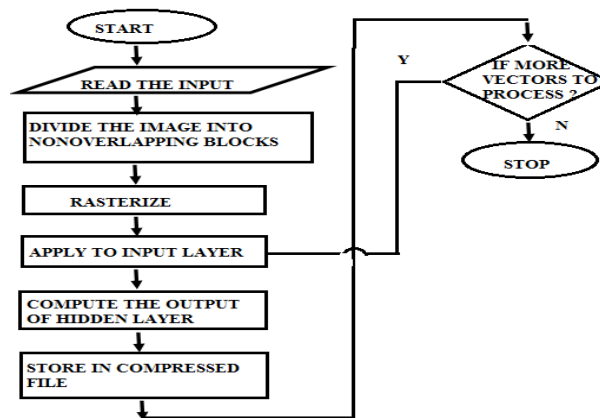 START
READ THE INPUT
DIVIDE THE IMAGE INTO
NONOVERLAPPING BLOCKS
RASTERIZE
APPLY TO INPUT LAYER
COMPUTE THE OUTPUT
OF HIDDEN LAYER
STORE IN COMPRESSED
FILE
Y
IF MORE
VECTORS TO
PROCESS ?
N
STOP